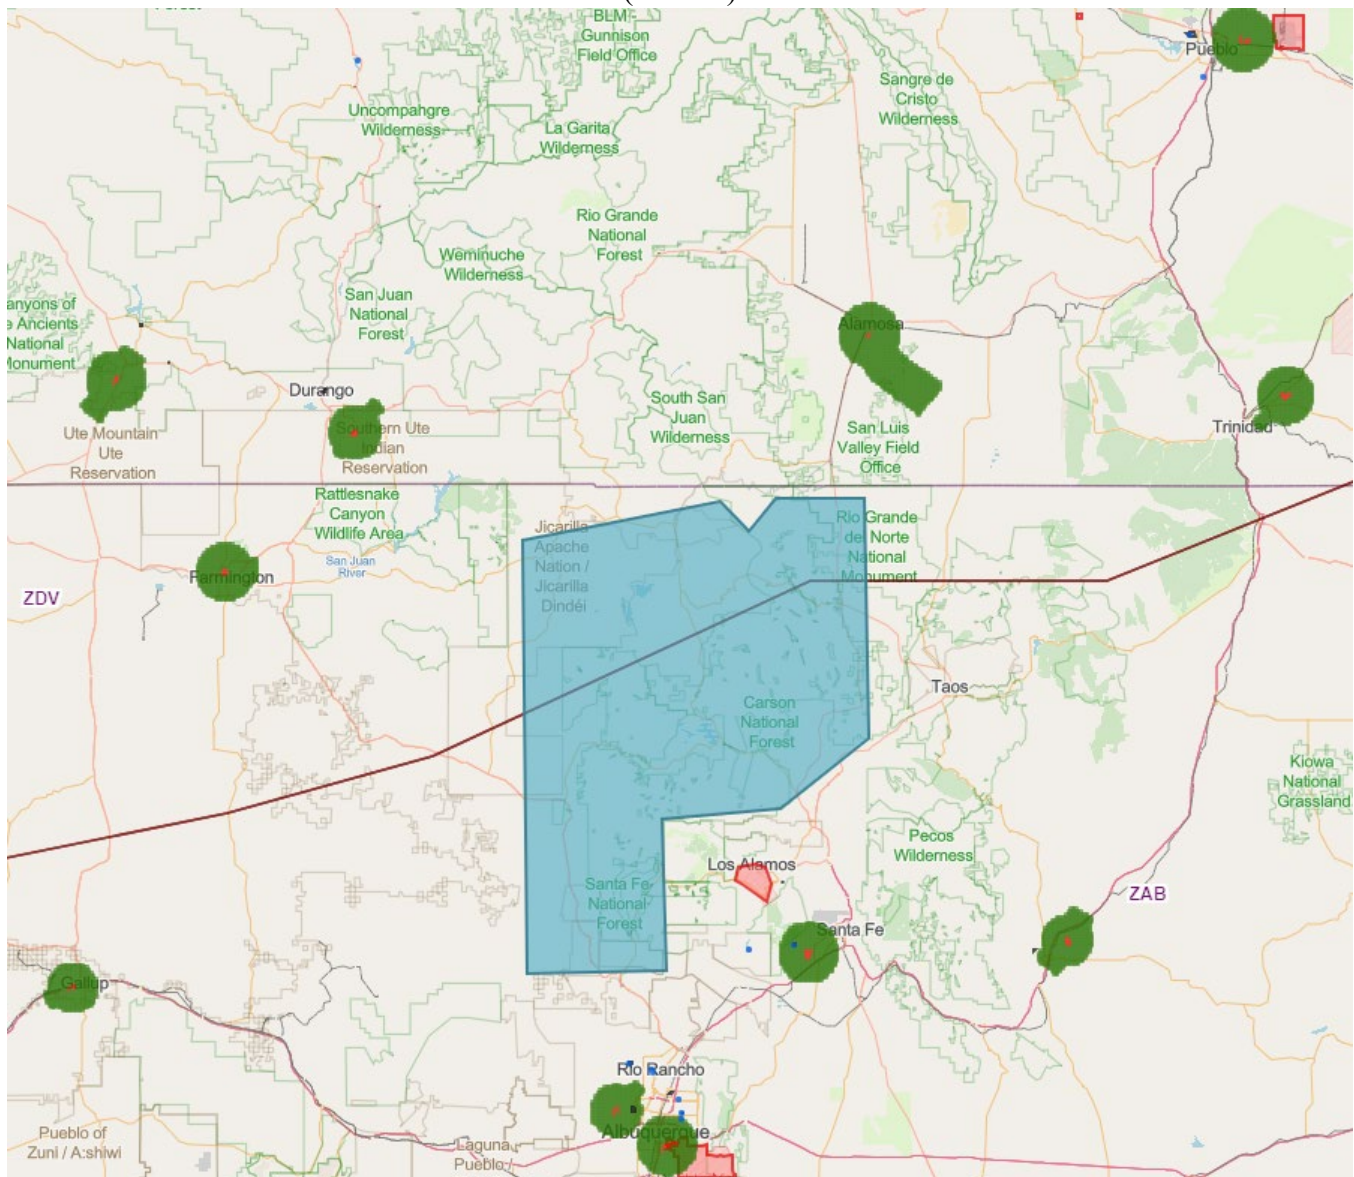 BLM -
Gunnison
Field Office
Pueblo
Sangre de
Cristo
Wilderness
Uncompahgre
Wilderness
La Garita
Wilderness
Rio Grande
National
Forest
Weminuche
Wilderness
San Juan
National
Forest
anyons of
e Ancients
National
Monument
Alamosa
Durango
South San
Juan
Wilderness
Ute Mountain
Ute
Reservation
Southern Ute
Indian
Reservation
San Luis
Valley Field
Office
Trinidad
Rattlesnake
Canyon
Wildlife Area
Jicarilla
Apache
Nation /
Jicarilla
Dindéi
Rio Grande
del Norte
National
Monument
San Juan
River
Farmington
ZDV
Taos
Carson
National
Forest
Kiowa
National
Grassland
Pecos
Wilderness
Los Alamos
Santa Fe
National
Forest
ZAB
Santa Fe
Gallup
Rio Rancho
Albuquerque
Pueblo of
Zuni / A:shiwi
Laguna
Pueblo /